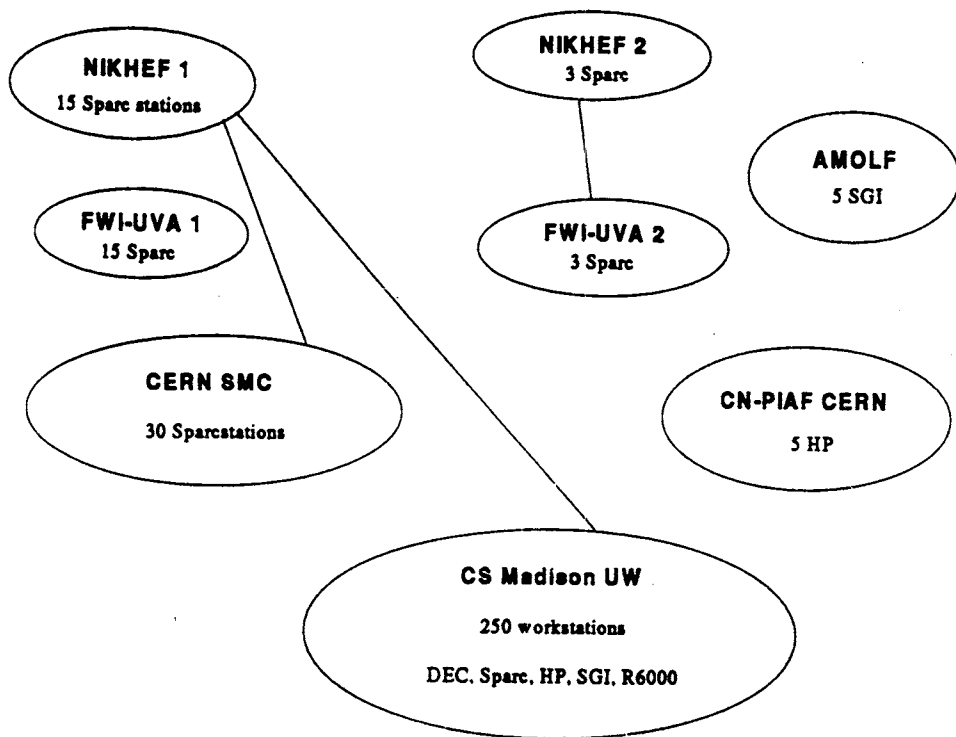 NIKHEF 1
15 Sparc stations
NIKHEF 2
3 Sparc
AMOLF
5 SGI
FWI-UVA 1
15 Sparc
FWI-UVA 2
3 Sparc
CERN SMC
30 Sparcstations
CN-PIAF CERN
5 HP
CS Madison UW
250 workstations
DEC, Sparc, HP, SGI, R6000